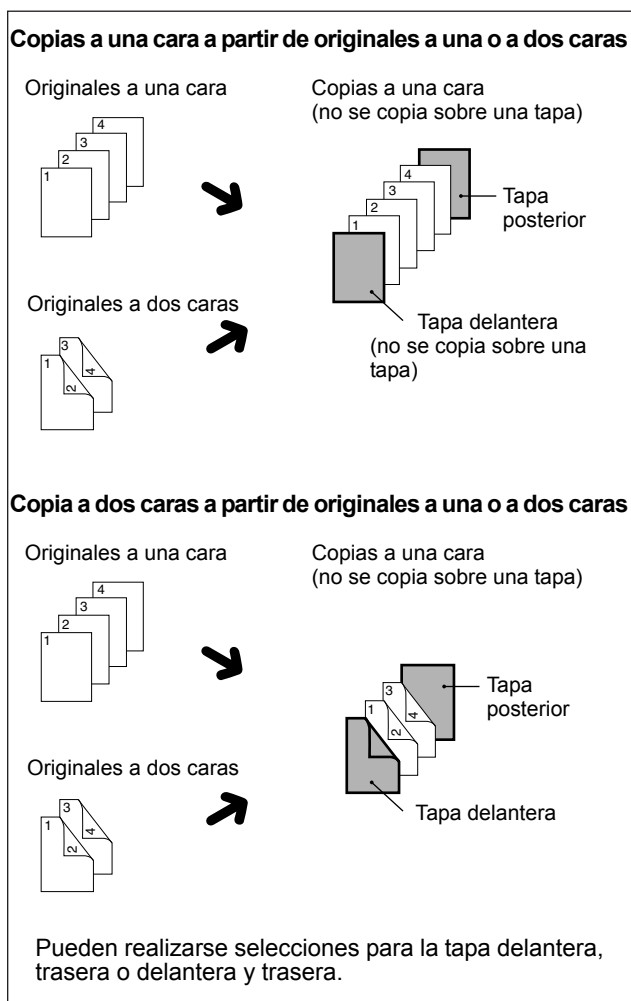 Copias a una cara a partir de originales a una o a dos caras
Originales a una cara
Copias a una cara
(no se copia sobre una tapa)
4
3
2
1
4
3
2
1
Tapa
posterior
Originales a dos caras
3
1
4
2
Tapa delantera
(no se copia sobre una
tapa)
Copia a dos caras a partir de originales a una o a dos caras
Originales a una cara
Copias a una cara
(no se copia sobre una tapa)
4
3
2
1
3
1
4
2
Tapa
posterior
Originales a dos caras
3
1
4
2
Tapa delantera
Pueden realizarse selecciones para la tapa delantera,
trasera o delantera y trasera.